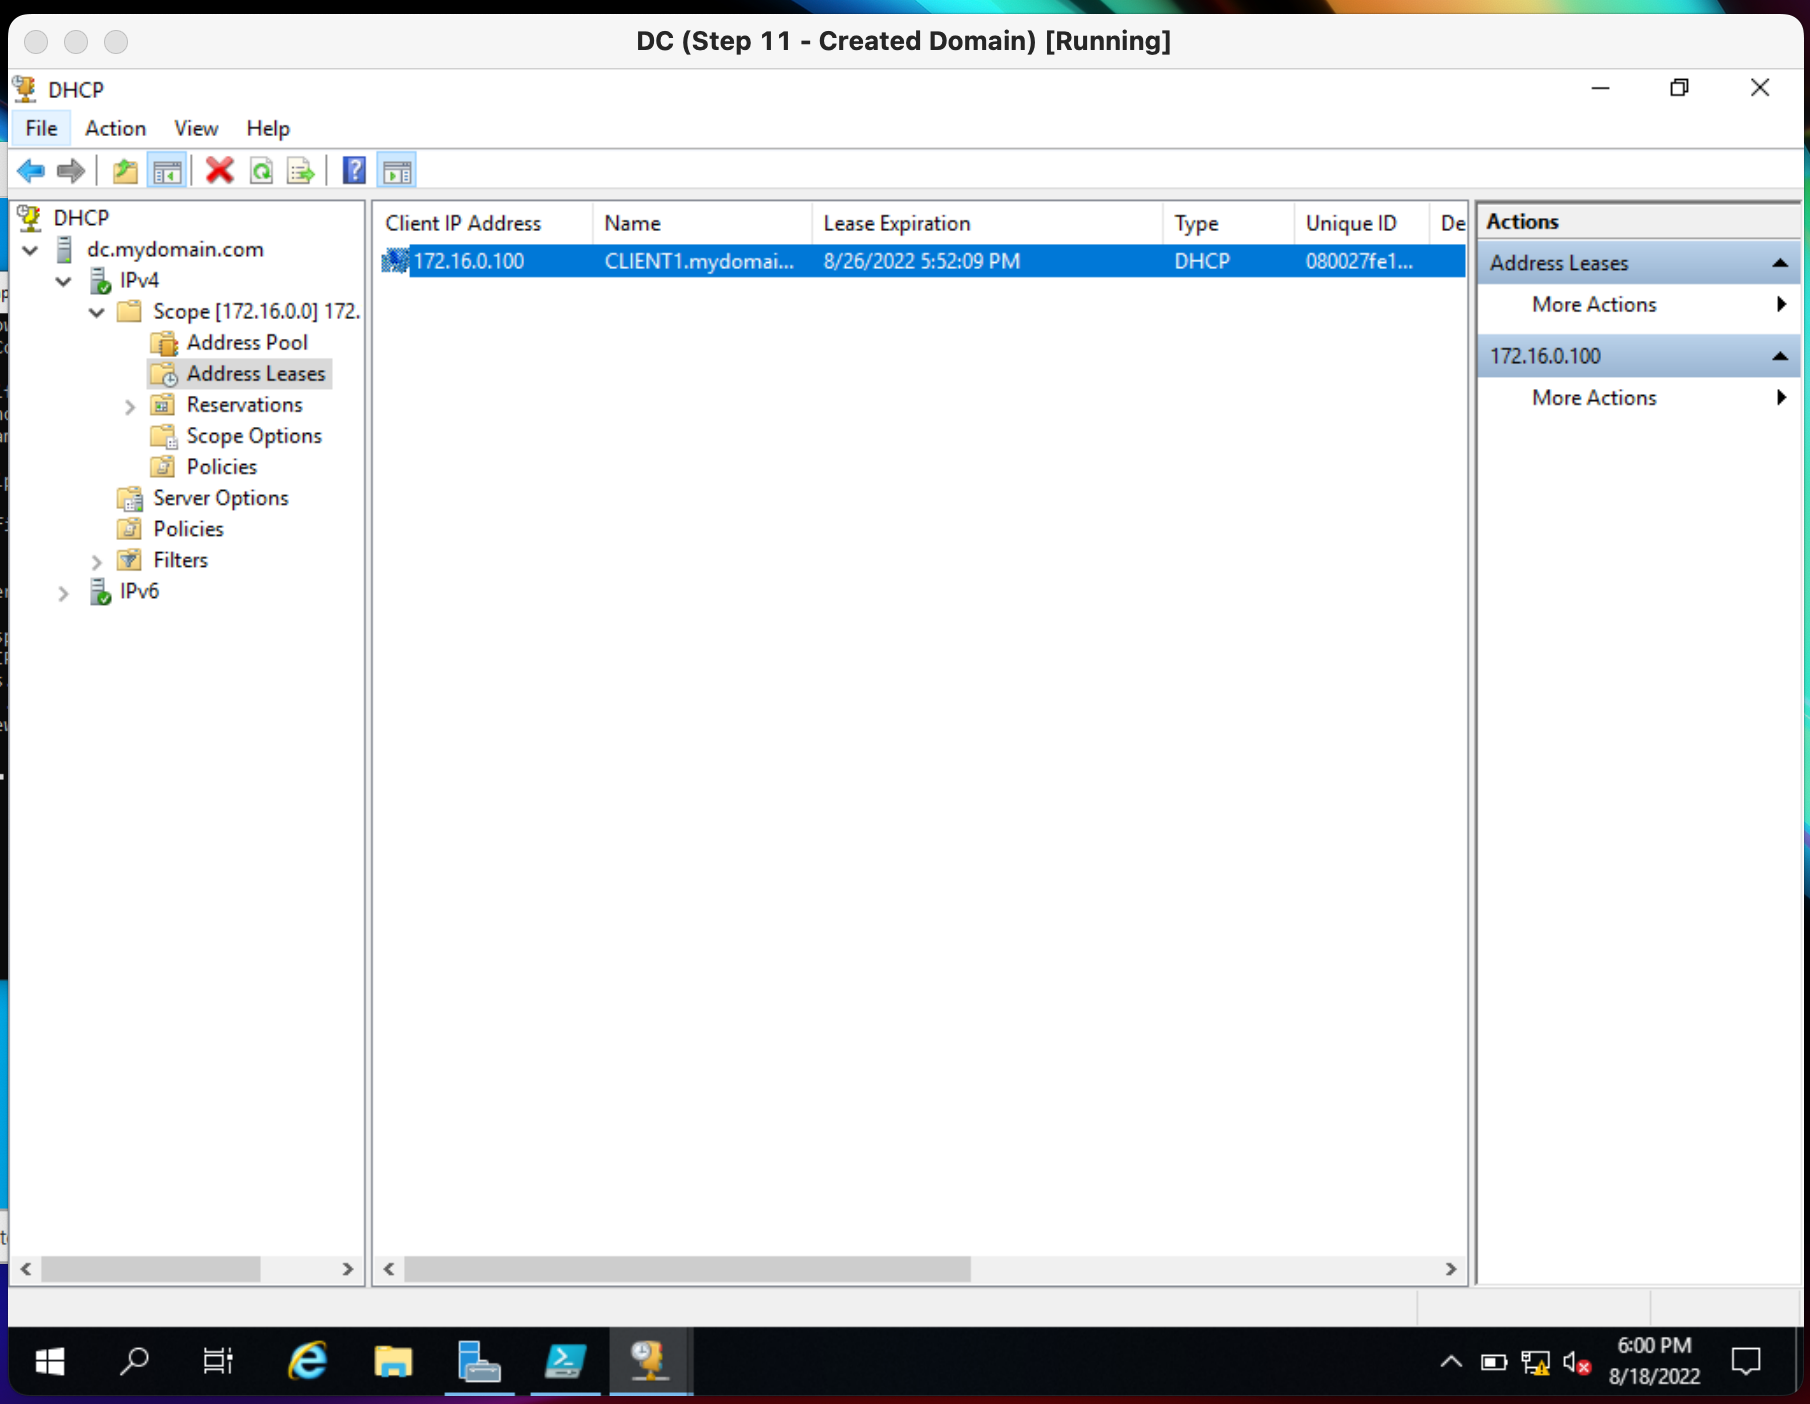 DC (Step 11 - Created Domain) [Running]
DHCP
File Action View Help
DHCP
dc.mydomain.com
IPv4
Scope [172.16.0.0] 172.
Address Pool
Address Leases
Reservations
Scope Options
Policies
Server Options
Policies
Filters
IPv6
Client IP Address Name Lease Expiration Type Unique ID De
172.16.0.100 CLIENT1.mydomai... 8/26/2022 5:52:09 PM DHCP 080027fe1...
Actions
Address Leases
More Actions
172.16.0.100
More Actions
6:00 PM
8/18/2022